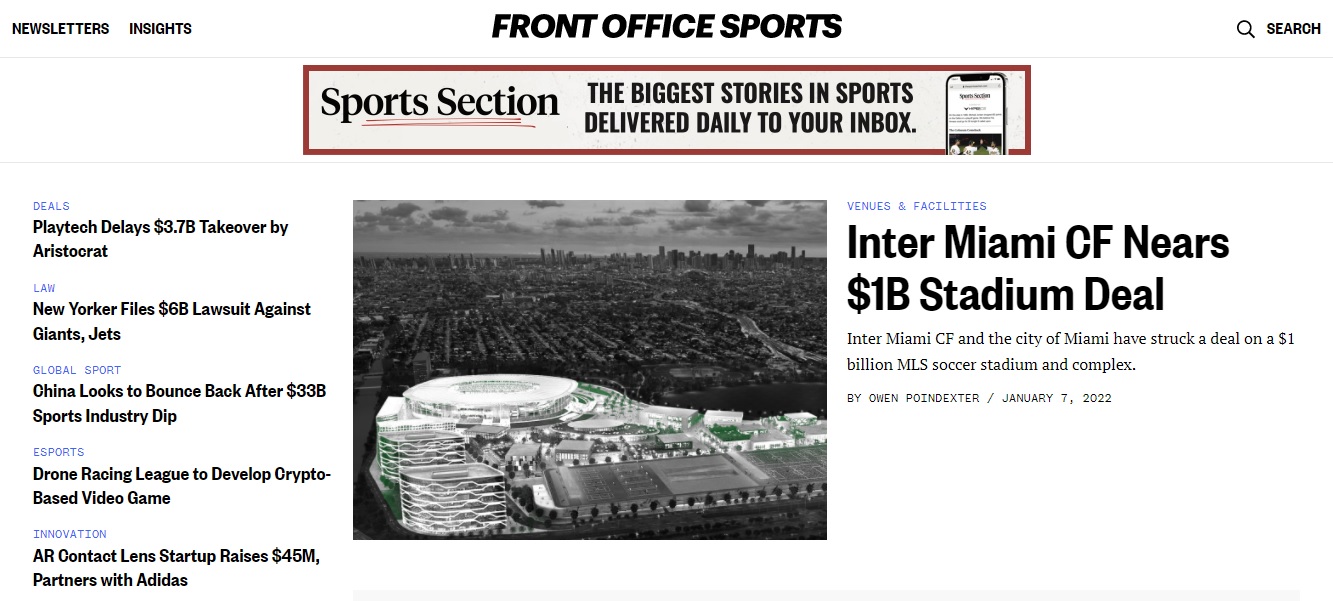 NEWSLETTERS
INSIGHTS
FRONT OFFICE SPORTS
SEARCH
Sports Section
THE BIGGEST STORIES IN SPORTS
DELIVERED DAILY TO YOUR INBOX.
Sports Section
DEALS
Playtech Delays $3.7B Takeover by
Aristocrat
LAW
New Yorker Files $6B Lawsuit Against
Giants, Jets
GLOBAL SPORT
China Looks to Bounce Back After $33B
Sports Industry Dip
ESPORTS
Drone Racing League to Develop Crypto-
Based Video Game
INNOVATION
AR Contact Lens Startup Raises $45M,
Partners with Adidas
VENUES & FACILITIES
Inter Miami CF Nears
$1B Stadium Deal
Inter Miami CF and the city of Miami have struck a deal on a $1
billion MLS soccer stadium and complex.
BY OWEN POINDEXTER / JANUARY 7, 2022